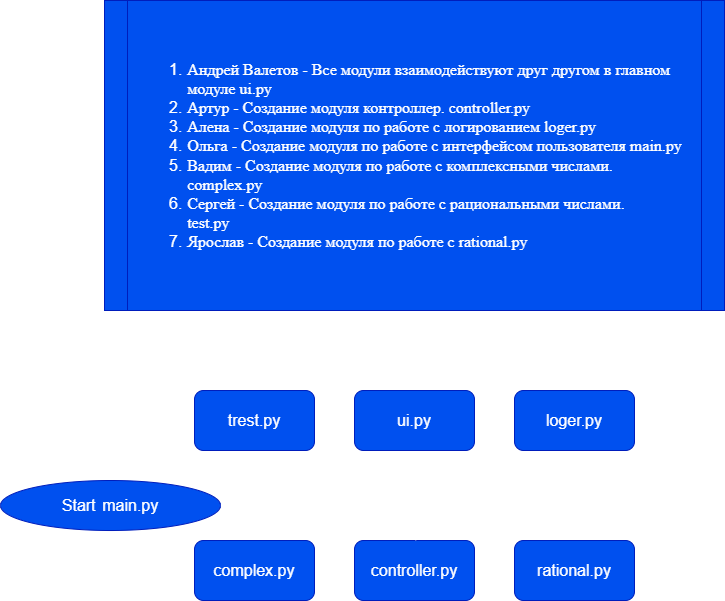 1. Андрей Валетов - Все модули взаимодействуют друг другом в главном
модуле ui.py
2. Артур - Создание модуля контроллер. controller.py
3. Алена - Создание модуля по работе с логированием loger.py
4. Ольга - Создание модуля по работе с интерфейсом пользователя main.py
5. Вадим - Создание модуля по работе с комплексными числами.
complex.py
6. Сергей - Создание модуля по работе с рациональными числами.
test.py
7. Ярослав - Создание модуля по работе с rational.py
trest.py
ui.py
loger.py
Start main.py
complex.py
controller.py
rational.py